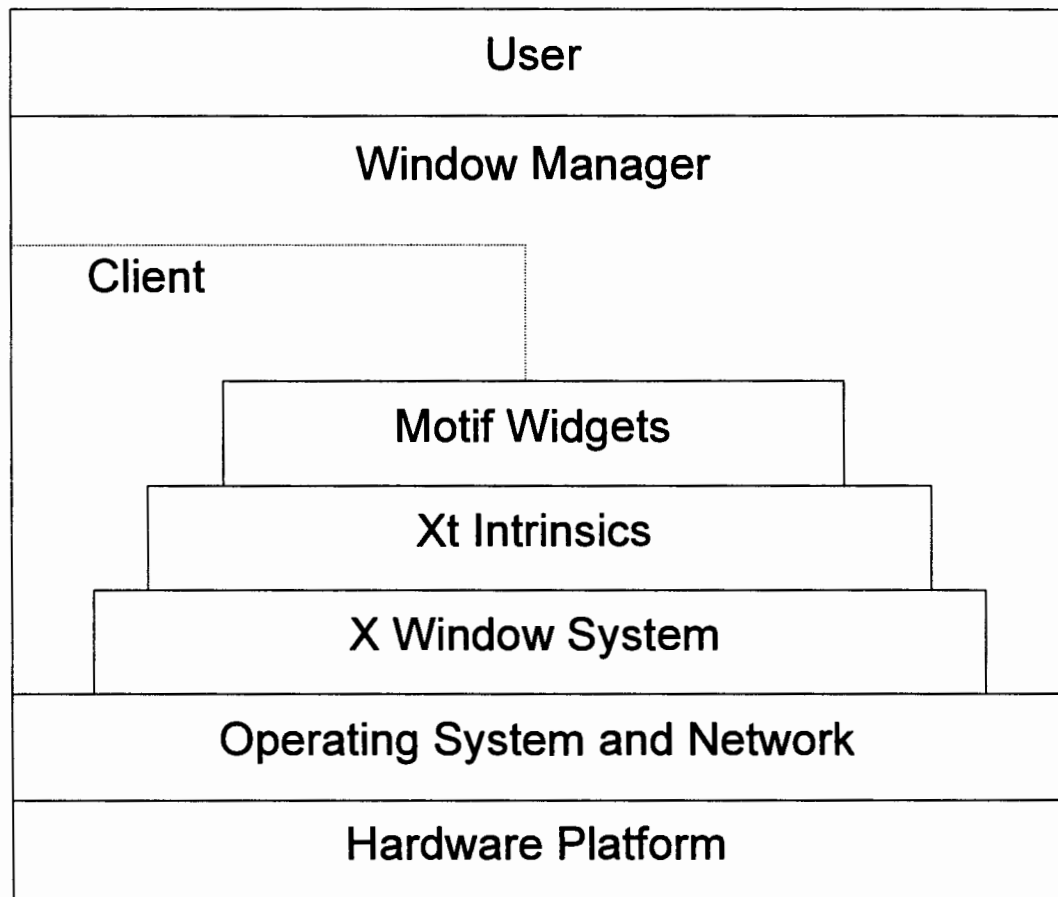 User
Window Manager
Client
Motif Widgets
Xt Intrinsics
X Window System
Operating System and Network
Hardware Platform